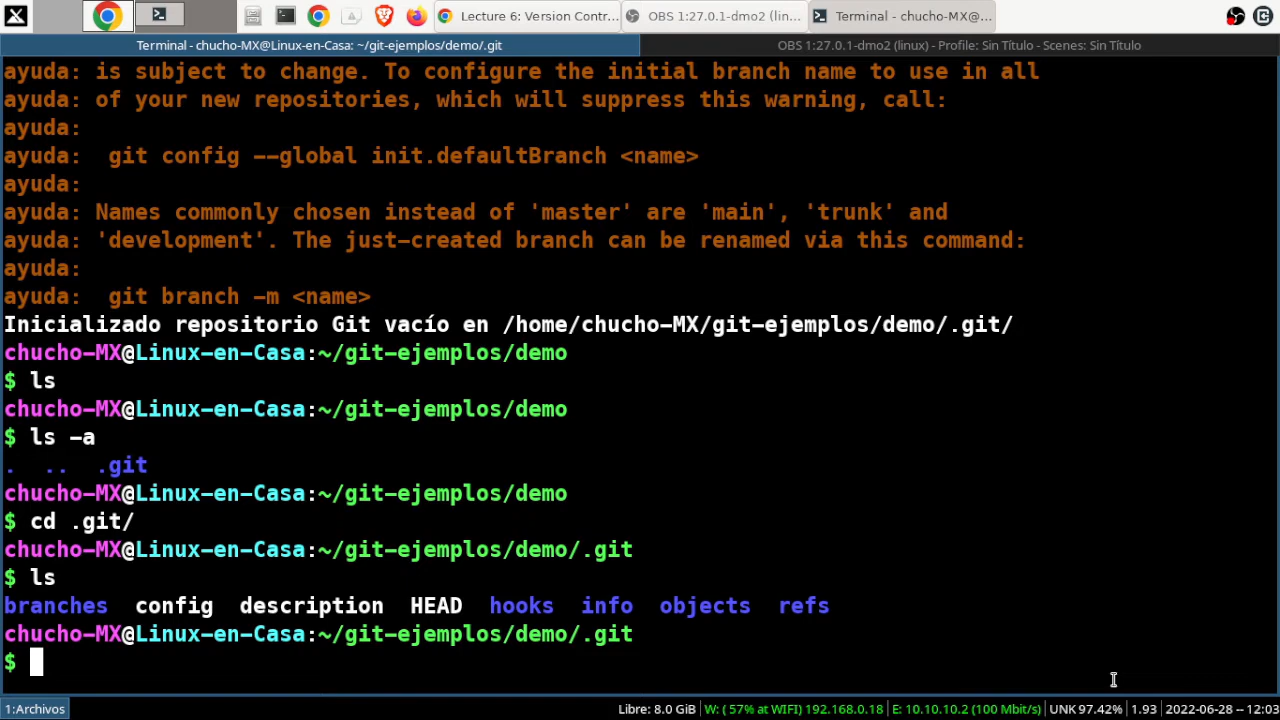 Lecture 6: Version Contr...
OBS 1:27.0.1-dmo2 (lin...
Terminal - chucho-MX@...
Terminal - chucho-MX@Linux-en-Casa: ~/git-ejemplos/demo/.git
OBS 1:27.0.1-dmo2 (linux) - Profile: Sin Título - Scenes: Sin Título
ayuda: is subject to change. To configure the initial branch name to use in all
ayuda: of your new repositories, which will suppress this warning, call:
ayuda:
ayuda:  git config --global init.defaultBranch <name>
ayuda:
ayuda: Names commonly chosen instead of 'master' are 'main', 'trunk' and
ayuda: 'development'. The just-created branch can be renamed via this command:
ayuda:
ayuda:  git branch -m <name>
Inicializado repositorio Git vacío en /home/chucho-MX/git-ejemplos/demo/.git/
chucho-MX@Linux-en-Casa:~/git-ejemplos/demo
$ ls
chucho-MX@Linux-en-Casa:~/git-ejemplos/demo
$ ls -a
.  ..  .git
chucho-MX@Linux-en-Casa:~/git-ejemplos/demo
$ cd .git/
chucho-MX@Linux-en-Casa:~/git-ejemplos/demo/.git
$ ls
branches  config  description  HEAD  hooks  info  objects  refs
chucho-MX@Linux-en-Casa:~/git-ejemplos/demo/.git
$
1:Archivos
Libre: 8.0 GiB W: ( 57% at WIFI) 192.168.0.18 E: 10.10.10.2 (100 Mbit/s) UNK 97.42% 1.93 2022-06-28 -- 12:03